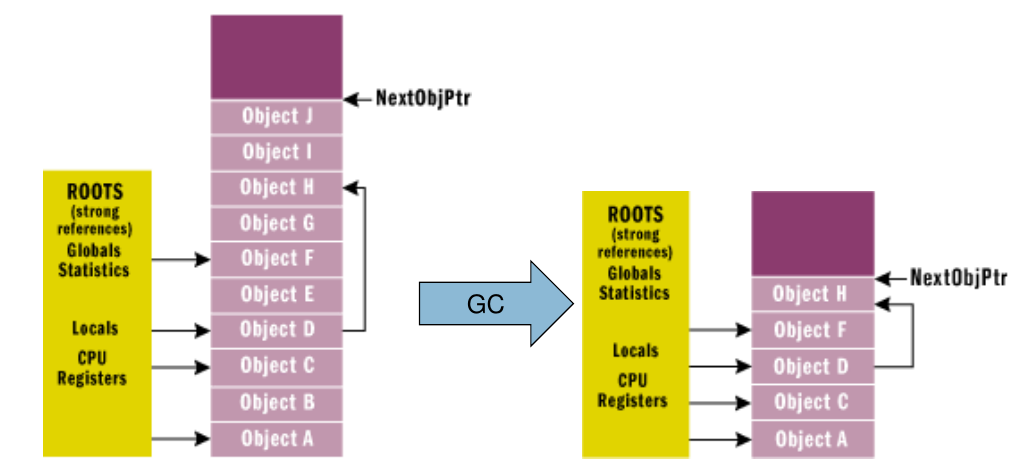 NextObjPtr
Object J
Object I
Object H
Object G
Object F
Object E
Object D
Object C
Object B
Object A
ROOTS
(strong
references)
Globals
Statistics
Locals
CPU
Registers
GC
ROOTS
(strong
references)
Globals
Statistics
Locals
CPU
Registers
NextObjPtr
Object H
Object F
Object D
Object C
Object A